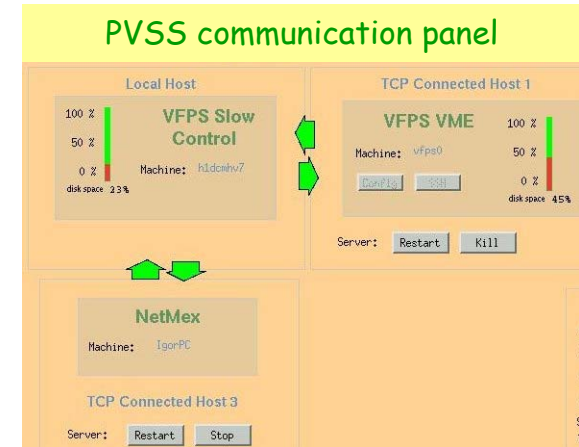 PVSS communication panel
Local Host
100 %
50 %
0 %
disk space 23%
VFPS Slow
Control
Machine: h1dcmhv7
TCP Connected Host 1
VFPS VME
Machine: vfps0
Config SSH
100 %
50 %
0 %
disk space 45%
Server: Restart Kill
NetMex
Machine: IgorPC
TCP Connected Host 3
Server: Restart Stop